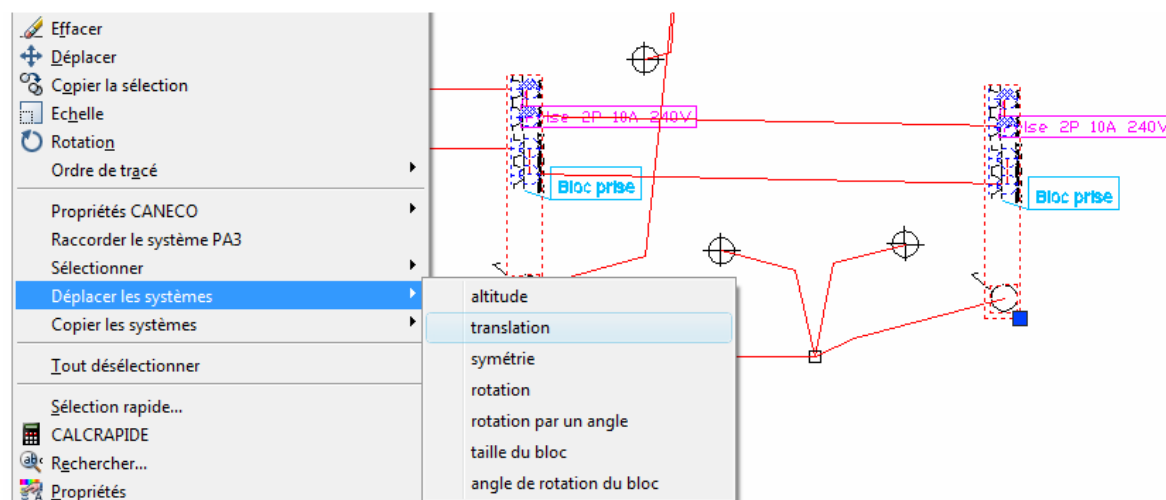 Effacer
Déplacer
Copier la sélection
Echelle
Rotation
Ordre de tracé
Propriétés CANECO
Raccorder le système PA3
Sélectionner
Déplacer les systèmes
Copier les systèmes
Tout désélectionner
Sélection rapide...
CALCRAPIDE
Rechercher...
Propriétés
altitude
translation
symétrie
rotation
rotation par un angle
taille du bloc
angle de rotation du bloc
ise 2P 10A 240V
Bloc prise
ise 2P 10A 240V
Bloc prise